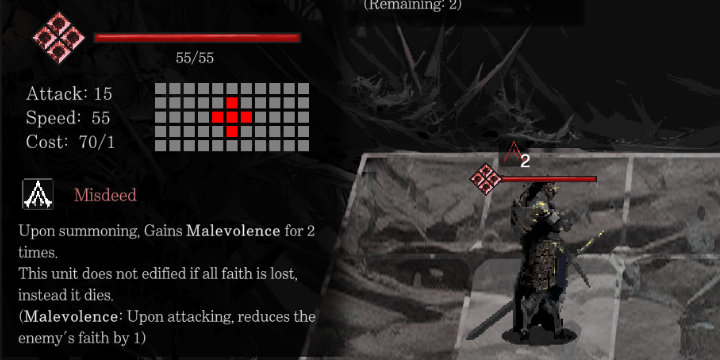 (Remaining: 2)
55/55
Attack: 15
Speed: 55
Cost: 70/1
2
Misdeed
Upon summoning, Gains Malevolence for 2
times.
This unit does not edified if all faith is lost,
instead it dies.
(Malevolence: Upon attacking, reduces the
enemy's faith by 1)